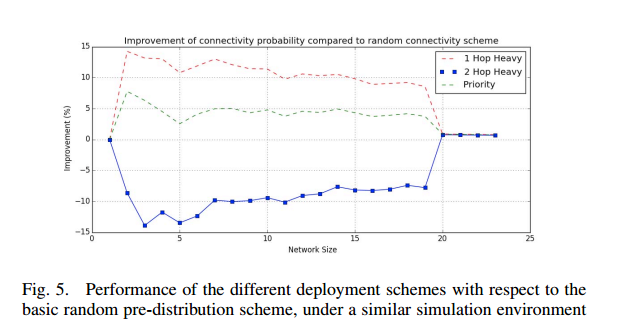 Improvement of connectivity probability compared to random connectivity scheme
15
10
5
0
−5
−10
−15
Improvement (%)
1 Hop Heavy
2 Hop Heavy
Priority
0 5 10 15 20 25
Network Size
Fig. 5. Performance of the different deployment schemes with respect to the
basic random pre-distribution scheme, under a similar simulation environment